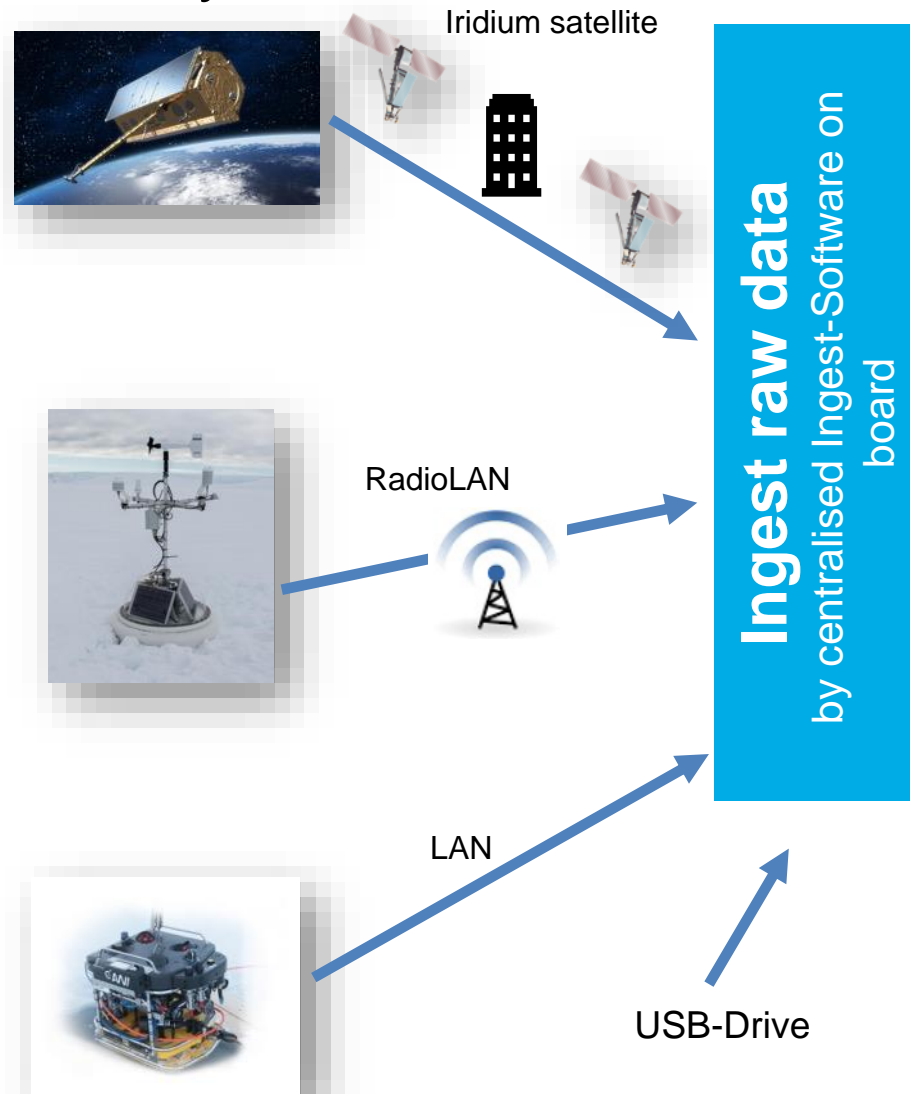 Iridium satellite
RadioLAN
LAN
USB-Drive
Ingest raw data
by centralised Ingest-Software on
board